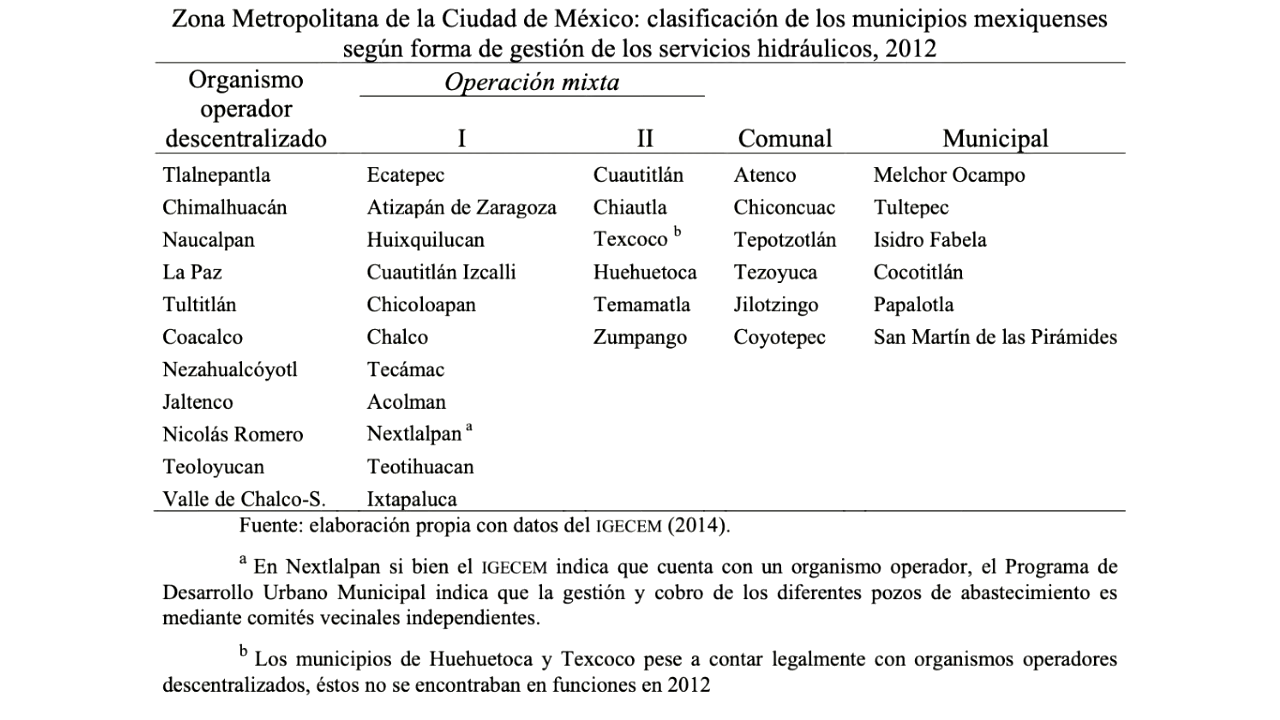 Zona Metropolitana de la Ciudad de México: clasificación de los municipios mexiquenses
según forma de gestión de los servicios hidráulicos, 2012
Organismo operador descentralizado Operación mixta
I II Comunal Municipal
Tlalnepantla Ecatepec Cuautitlán Atenco Melchor Ocampo
Chimalhuacán Atizapán de Zaragoza Chiautla Chiconcuac Tultepec
Naucalpan Huixquilucan Texcoco b Tepotzotlán Isidro Fabela
La Paz Cuautitlán Izcalli Huehuetoca Tezoyuca Cocotitlán
Tultitlán Chicoloapan Temamatla Jilotzingo Papalotla
Coacalco Chalco Zumpango Coyotepec San Martín de las Pirámides
Nezahualcóyotl Tecámac
Jaltenco Acolman
Nicolás Romero Nextlalpan a
Teoloyucan Teotihuacan
Valle de Chalco-S. Ixtapaluca
Fuente: elaboración propia con datos del IGECEM (2014).
a En Nextlalpan si bien el IGECEM indica que cuenta con un organismo operador, el Programa de
Desarrollo Urbano Municipal indica que la gestión y cobro de los diferentes pozos de abastecimiento es
mediante comités vecinales independientes.
b Los municipios de Huehuetoca y Texcoco pese a contar legalmente con organismos operadores
descentralizados, éstos no se encontraban en funciones en 2012